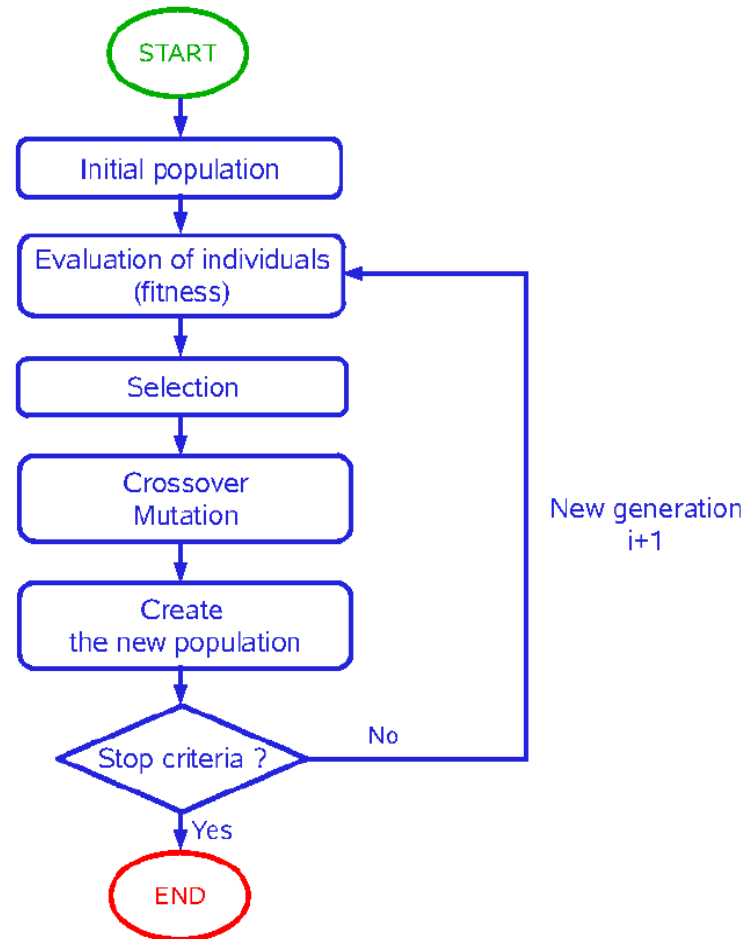 START
Initial population
Evaluation of individuals
(fitness)
Selection
Crossover
Mutation
New generation
i+1
Create
the new population
Stop criteria ?
No
Yes
END